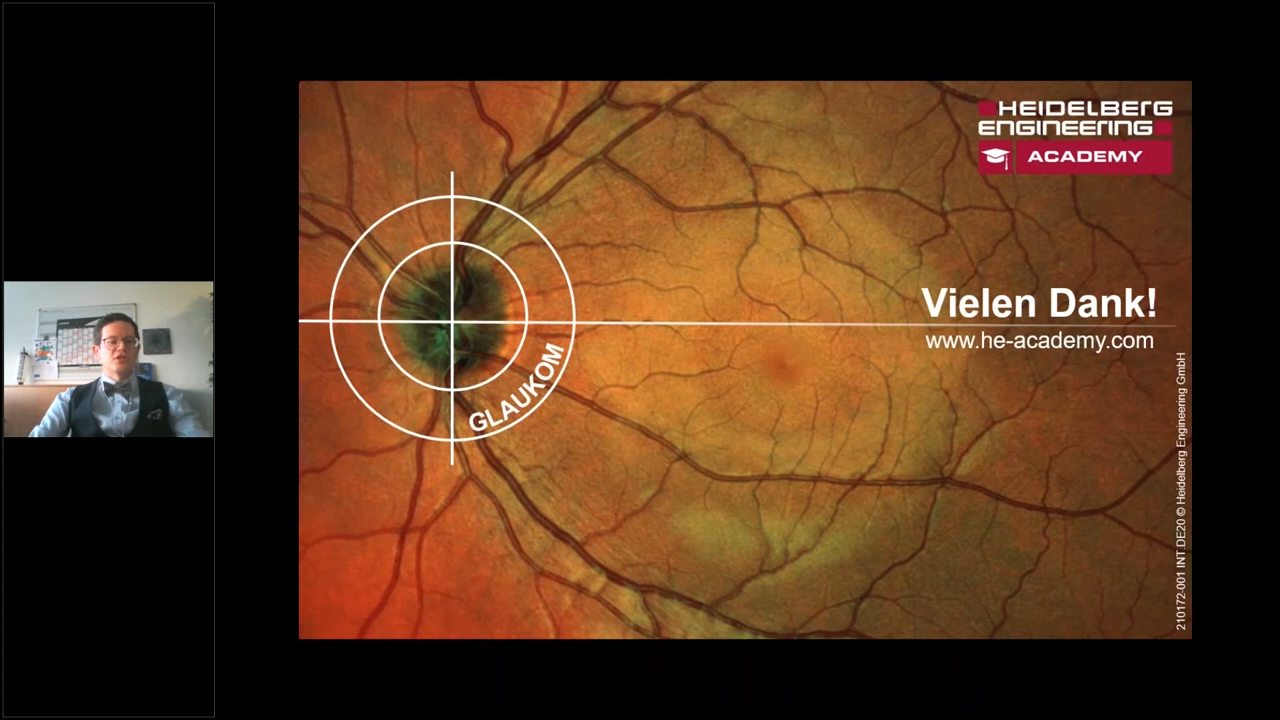 HEIDELBERG
ENGINEERING
ACADEMY
Vielen Dank!
www.he-academy.com
GLAUKOM
210172-001 INT.DE20 © Heidelberg Engineering GmbH